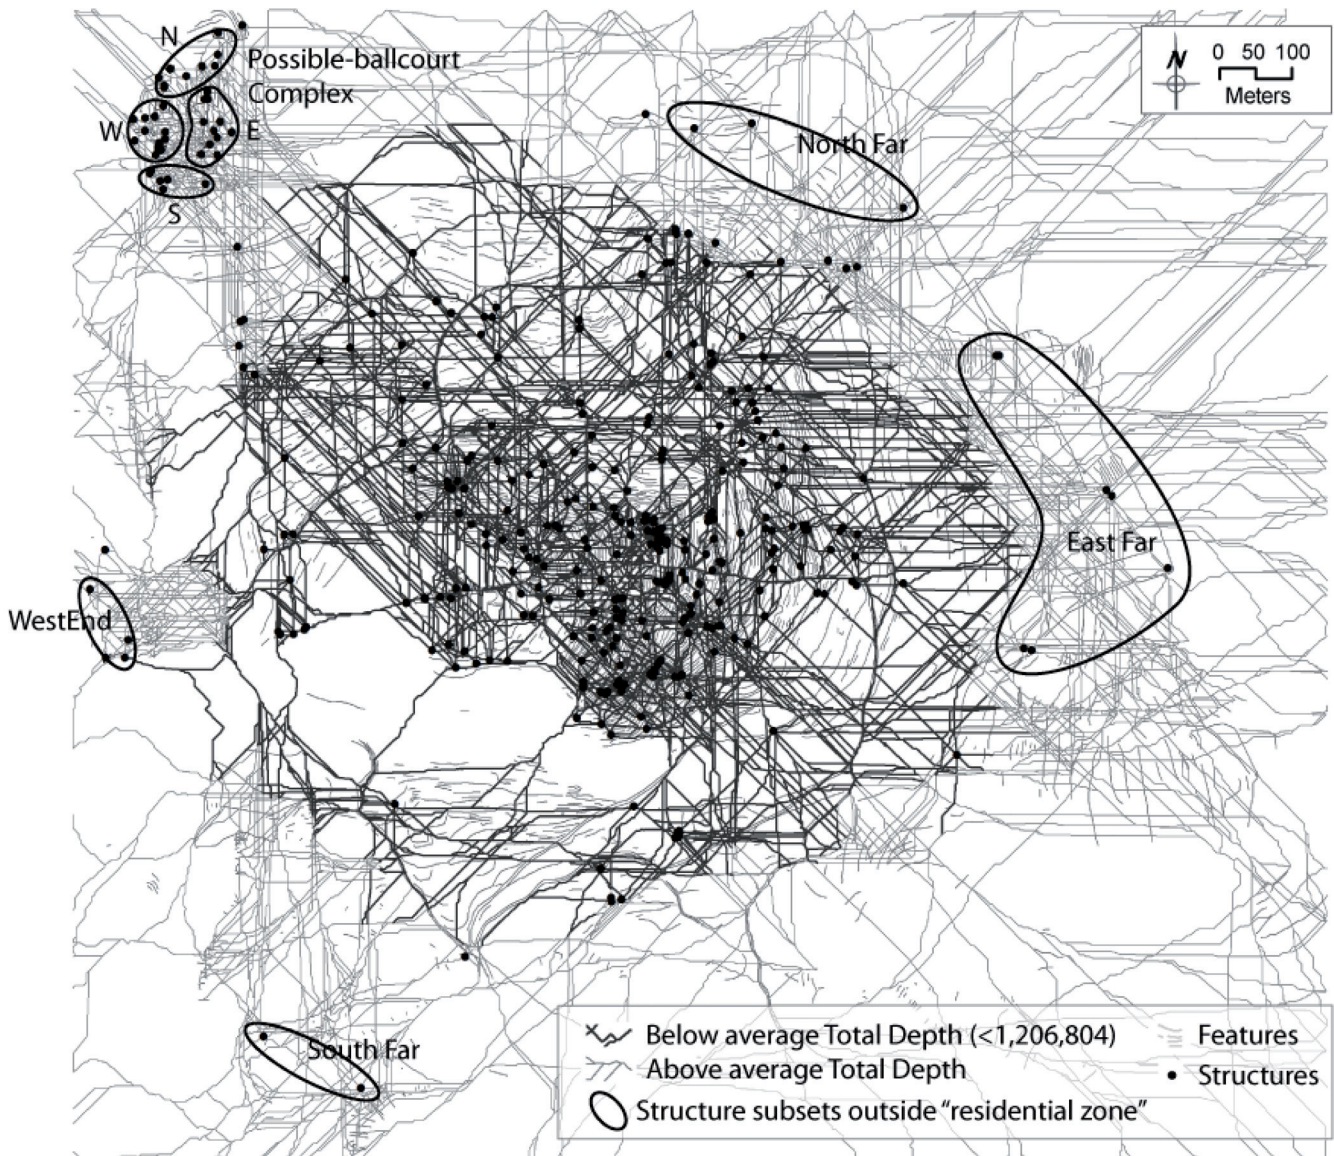 N
Possible-ballcourt
Complex
W
E
S
N
0 50 100
Meters
North Far
East Far
WestEnd
South Far
Below average Total Depth (<1,206,804)
Above average Total Depth
Structure subsets outside “residential zone”
Features
Structures